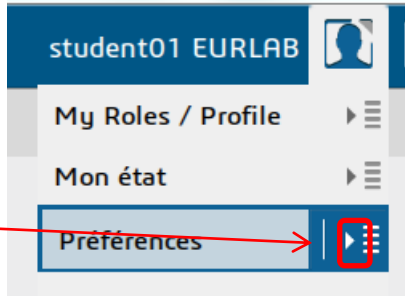 student01 EURLAB
My Roles / Profile
Mon état
Préférences